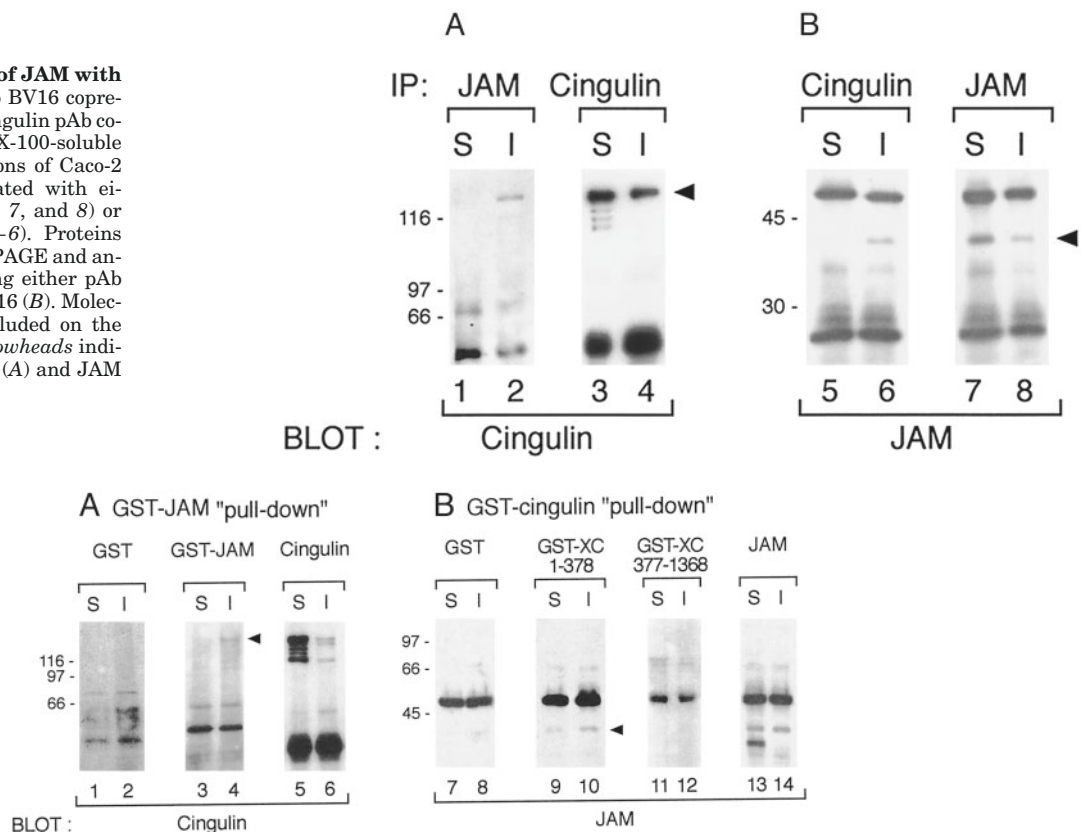 of JAM with
BV16 copre-
ngulin pAb co-
X-100-soluble
ons of Caco-2
ated with ei-
7, and 8) or
-6). Proteins
PAGE and an-
ng either pAb
16 (B). Molec-
luded on the
owheads indi-
(A) and JAM
A
B
IP: JAM Cingulin
Cingulin JAM
S I S I
S I S I
116 -
97 -
66 -
45 -
30 -
1 2 3 4
5 6 7 8
BLOT : Cingulin
JAM
A GST-JAM "pull-down"
GST GST-JAM Cingulin
S I S I S I
116 -
97 -
66 -
1 2 3 4 5 6
BLOT : Cingulin
B GST-cingulin "pull-down"
GST GST-XC 1-378 GST-XC 377-1368 JAM
S I S I S I S I
97 -
66 -
45 -
7 8 9 10 11 12 13 14
JAM